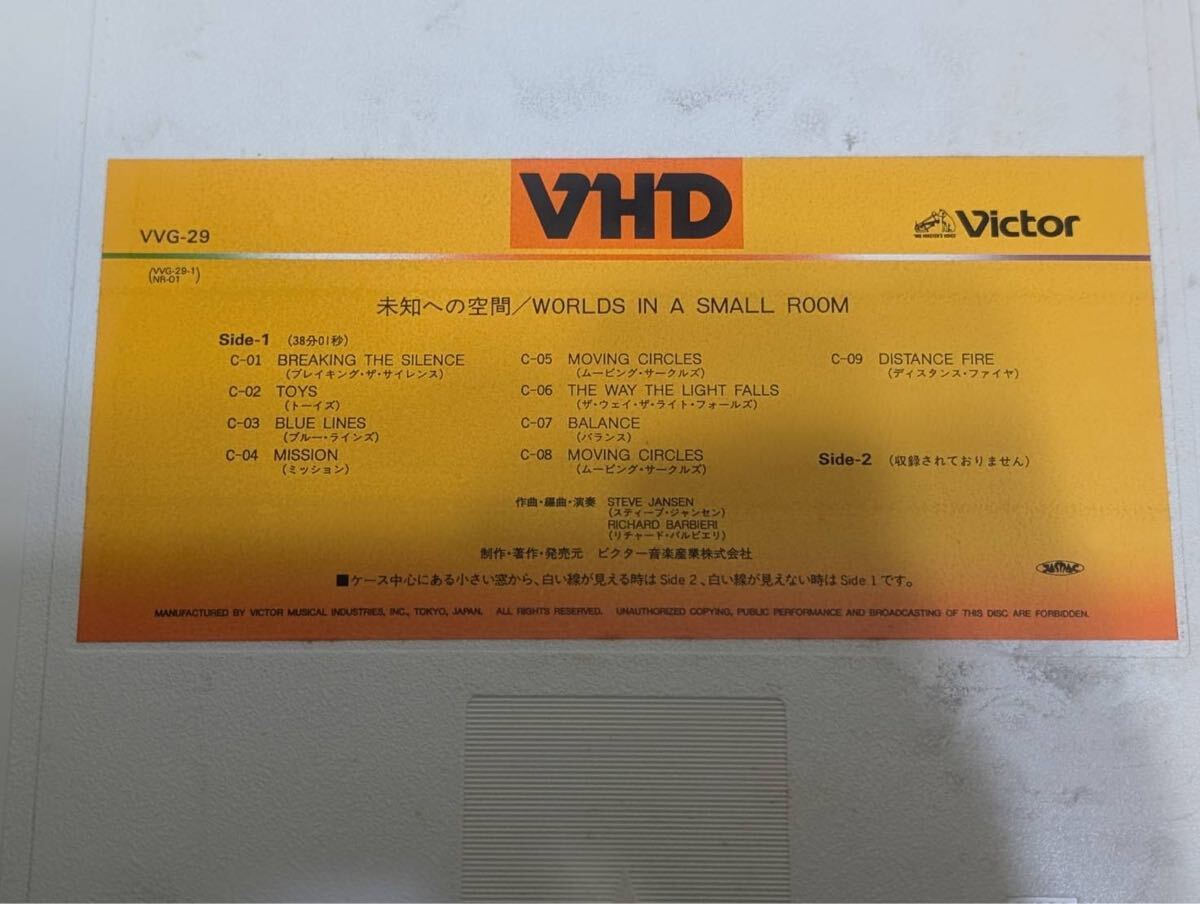 VHD
VVG-29
"HIS MASTER'S VOICE"
Victor
(VVG-29-1)
(NR-01)
未知への空間/WORLDS IN A SMALL ROOM
Side-1 (38分01秒)
C-01 BREAKING THE SILENCE
(ブレイキング・ザ・サイレンス)
C-02 TOYS
(トーイズ)
C-03 BLUE LINES
(ブルー・ラインズ)
C-04 MISSION
(ミッション)
C-05 MOVING CIRCLES
(ムービング・サークルズ)
C-06 THE WAY THE LIGHT FALLS
(ザ・ウェイ・ザ・ライト・フォールズ)
C-07 BALANCE
(バランス)
C-08 MOVING CIRCLES
(ムービング・サークルズ)
C-09 DISTANCE FIRE
(ディスタンス・ファイヤ)
Side-2 (収録されておりません)
作曲・編曲・演奏 STEVE JANSEN
(スティーブ・ジャンセン)
RICHARD BARBIERI
(リチャード・バルビエリ)
制作・著作・発売元 ビクター音楽産業株式会社
■ケース中心にある小さい窓から、白い線が見える時は Side 2、白い線が見えない時は Side 1 です。
JASRAC
MANUFACTURED BY VICTOR MUSICAL INDUSTRIES, INC., TOKYO, JAPAN. ALL RIGHTS RESERVED. UNAUTHORIZED COPYING, PUBLIC PERFORMANCE AND BROADCASTING OF THIS DISC ARE FORBIDDEN.